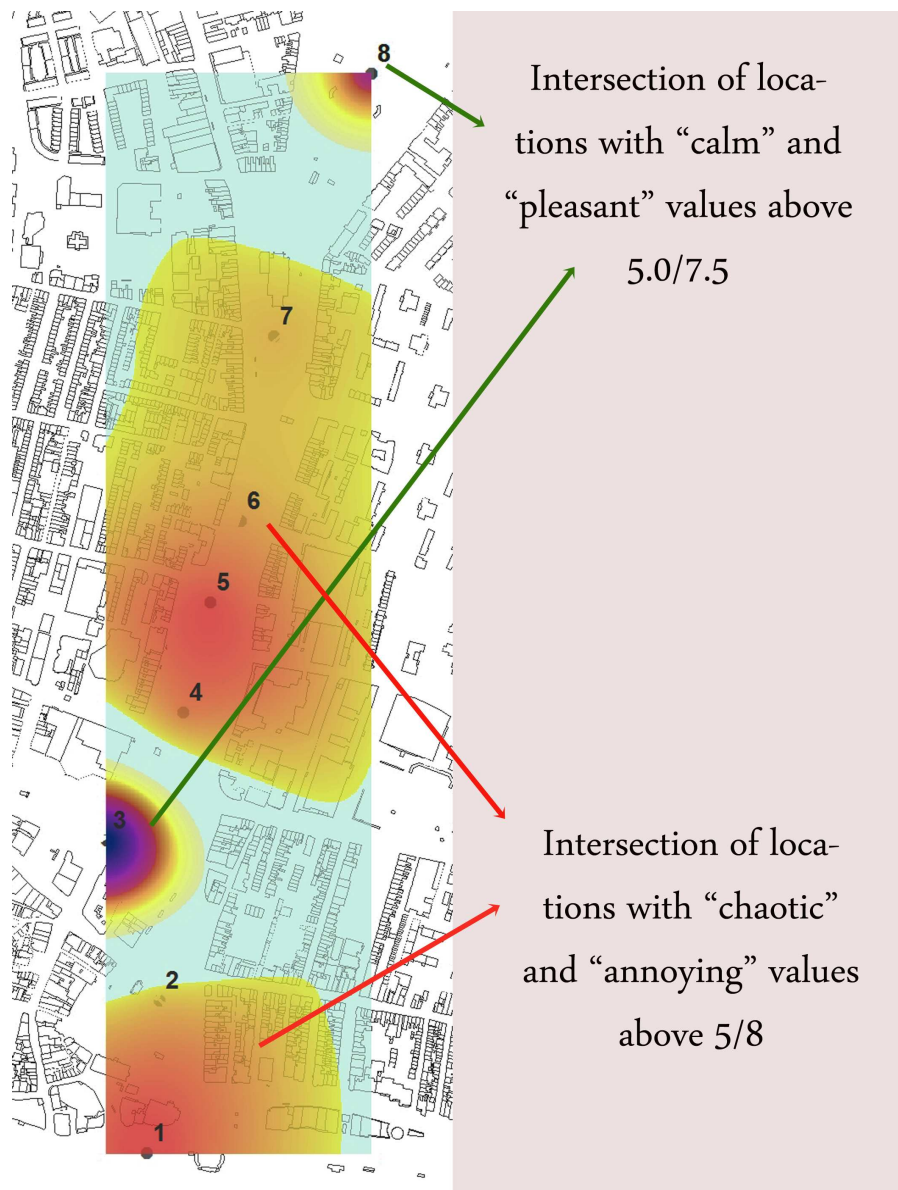 8
Intersection of loca-
tions with “calm” and
“pleasant” values above
5.0/7.5
7
6
5
4
3
Intersection of loca-
tions with “chaotic”
and “annoying” values
above 5/8
2
1